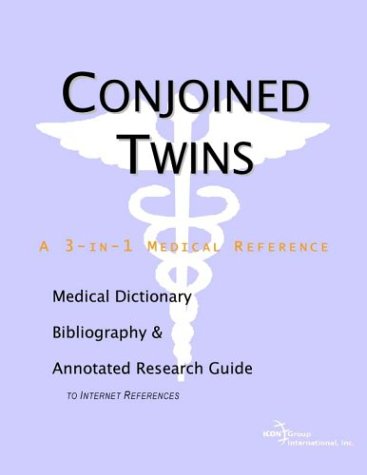 CONJOINED
TWINS
A 3-IN-1 MEDICAL REFERENCE
Medical Dictionary
Bibliography &
Annotated Research Guide
TO INTERNET REFERENCES
ICON Group
International, Inc.